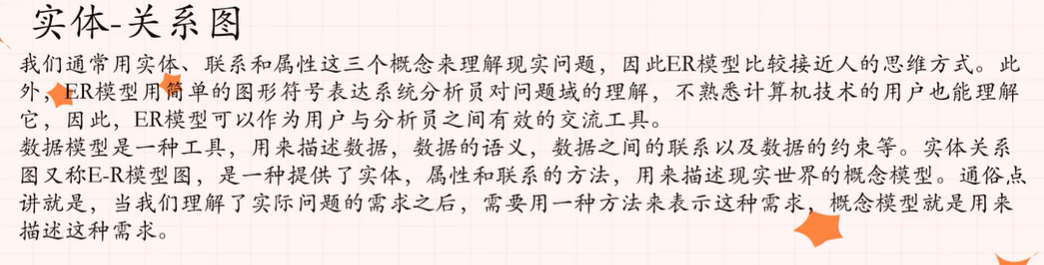 实体-关系图
我们通常用实体、联系和属性这三个概念来理解现实问题，因此ER模型比较接近人的思维方式。此
外，ER模型用简单的图形符号表达系统分析员对问题域的理解，不熟悉计算机技术的用户也能理解
它，因此，ER模型可以作为用户与分析员之间有效的交流工具。
数据模型是一种工具，用来描述数据，数据的语义，数据之间的联系以及数据的约束等。实体关系
图又称E-R模型图，是一种提供了实体，属性和联系的方法，用来描述现实世界的概念模型。通俗点
讲就是，当我们理解了实际问题的需求之后，需要用一种方法来表示这种需求，概念模型就是用来
描述这种需求。